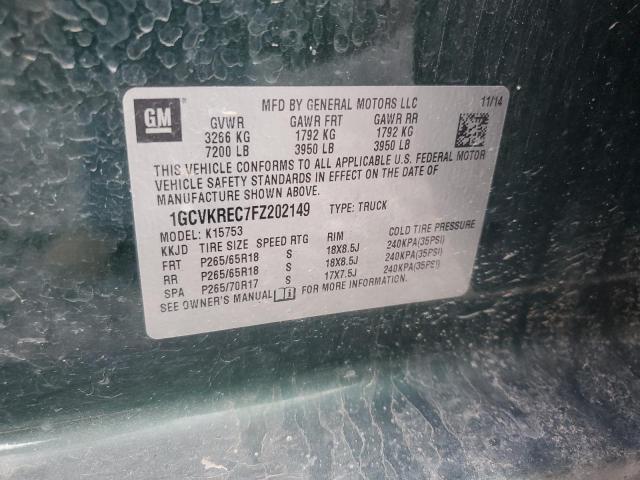 GM
MFD BY GENERAL MOTORS LLC 11/14
GVWR GAWR FRT GAWR RR
3266 KG 1792 KG 1792 KG
7200 LB 3950 LB 3950 LB
THIS VEHICLE CONFORMS TO ALL APPLICABLE U.S. FEDERAL MOTOR
VEHICLE SAFETY STANDARDS IN EFFECT ON THE DATE OF
MANUFACTURE SHOWN ABOVE.
1GCVKREC7FZ202149 TYPE: TRUCK
MODEL: K15753
KKJD TIRE SIZE SPEED RTG RIM COLD TIRE PRESSURE
FRT P265/65R18 S 18X8.5J 240KPA(35PSI)
RR P265/65R18 S 18X8.5J 240KPA(35PSI)
SPA P265/70R17 S 17X7.5J 240KPA(35PSI)
SEE OWNER'S MANUAL FOR MORE INFORMATION.